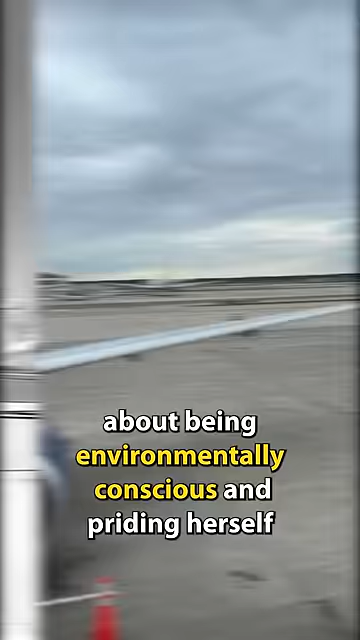 about being
environmentally
conscious and
priding herself